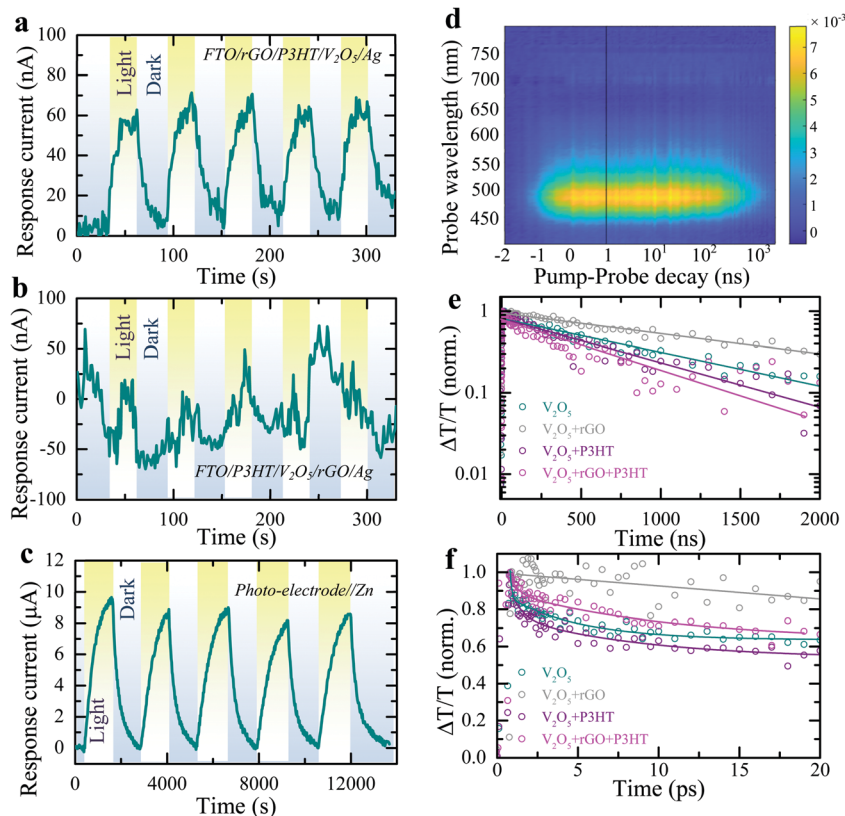 a
FTO/rGO/P3HT/V₂O₅/Ag
Light
Dark
100
80
60
40
20
0
Response current (nA)
0 100 200 300
Time (s)
b
Light
Dark
FTO/P3HT/V₂O₅/rGO/Ag
100
50
0
-50
-100
Response current (nA)
0 100 200 300
Time (s)
c
Photo-electrode//Zn
Dark
Light
12
10
8
6
4
2
0
Response current (μA)
0 4000 8000 12000
Time (s)
d
750
700
650
600
550
500
450
Probe wavelength (nm)
-2 -1 0 1 10¹ 10² 10³
Pump-Probe decay (ns)
× 10⁻³
7
6
5
4
3
2
1
0
e
1
0.1
0.01
ΔT/T (norm.)
V₂O₅
V₂O₅+rGO
V₂O₅+P3HT
V₂O₅+rGO+P3HT
0 500 1000 1500 2000
Time (ns)
f
1.0
0.8
0.6
0.4
0.2
0.0
ΔT/T (norm.)
V₂O₅
V₂O₅+rGO
V₂O₅+P3HT
V₂O₅+rGO+P3HT
0 5 10 15 20
Time (ps)